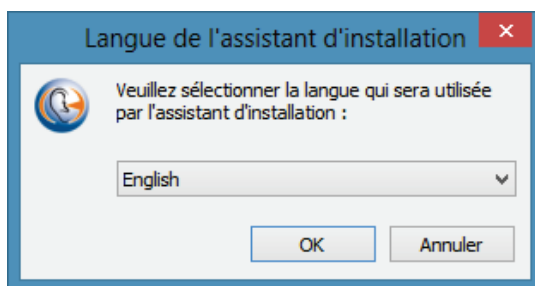 Langue de l'assistant d'installation
Veuillez sélectionner la langue qui sera utilisée
par l'assistant d'installation :
English
OK
Annuler